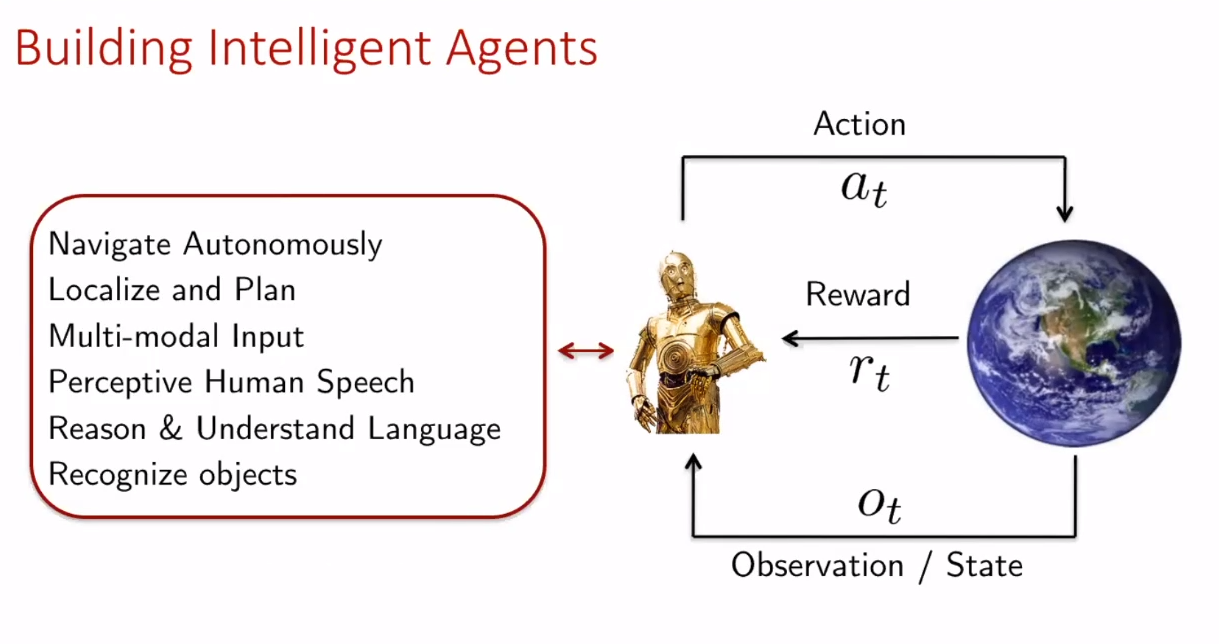 Building Intelligent Agents
Navigate Autonomously
Localize and Plan
Multi-modal Input
Perceptive Human Speech
Reason & Understand Language
Recognize objects
Action
a_t
Reward
r_t
o_t
Observation / State